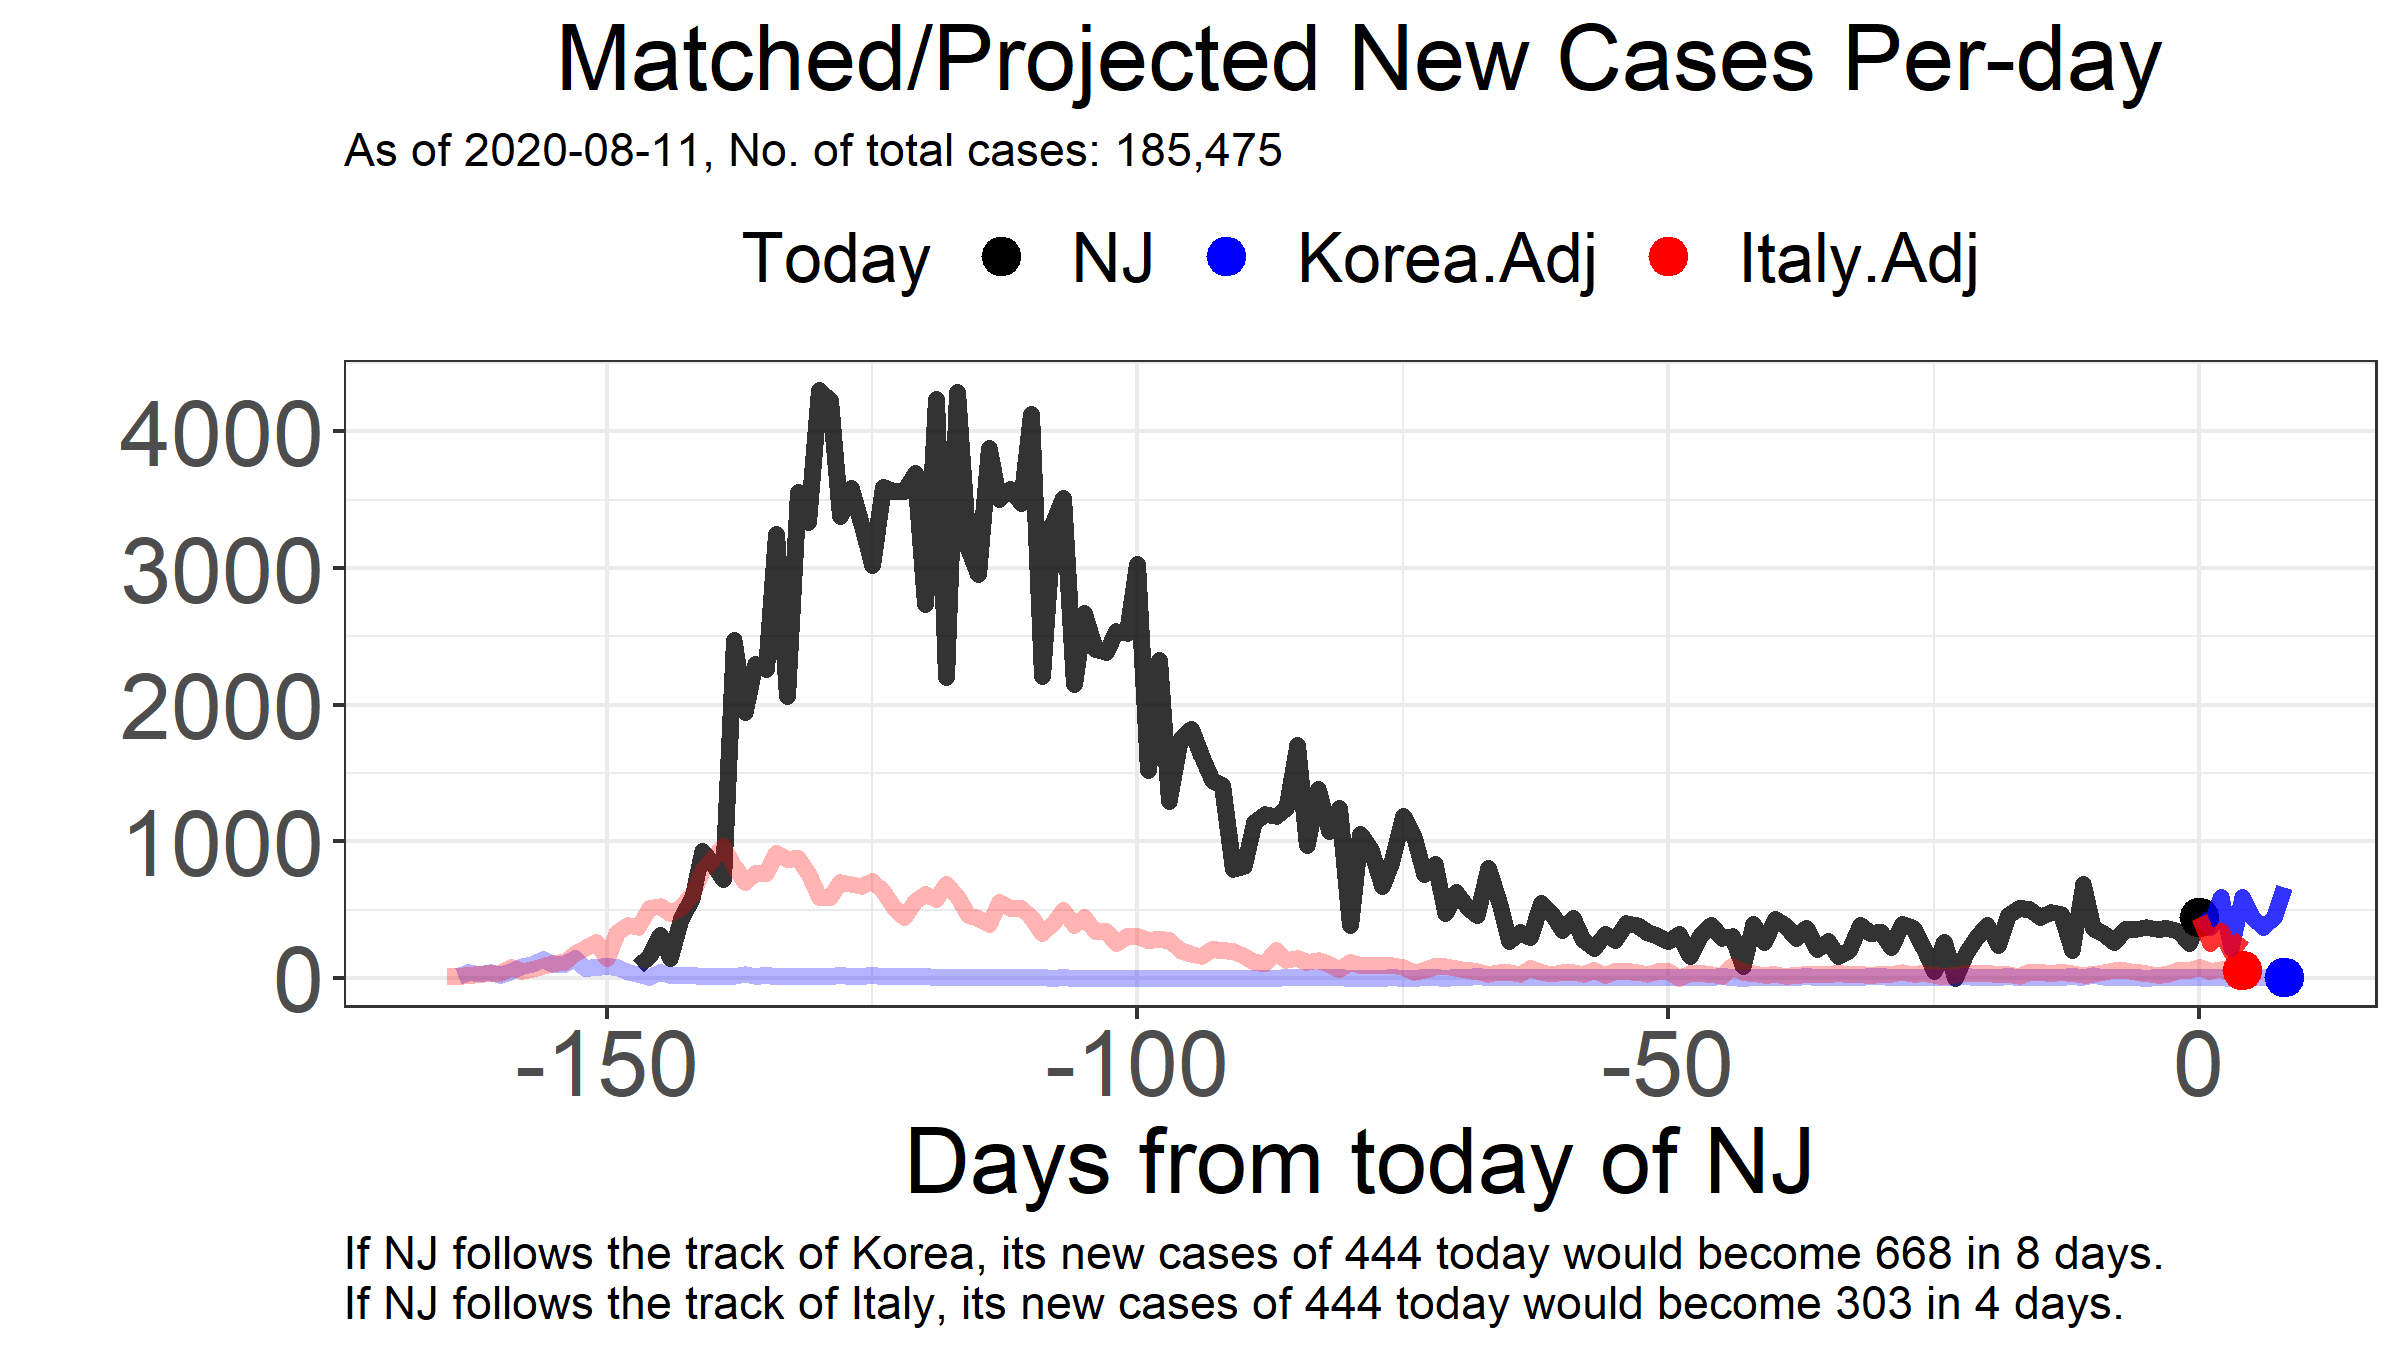 Matched/Projected New Cases Per-day
As of 2020-08-11, No. of total cases: 185,475
Today NJ Korea.Adj Italy.Adj
4000
3000
2000
1000
0
-150 -100 -50 0
Days from today of NJ
If NJ follows the track of Korea, its new cases of 444 today would become 668 in 8 days.
If NJ follows the track of Italy, its new cases of 444 today would become 303 in 4 days.